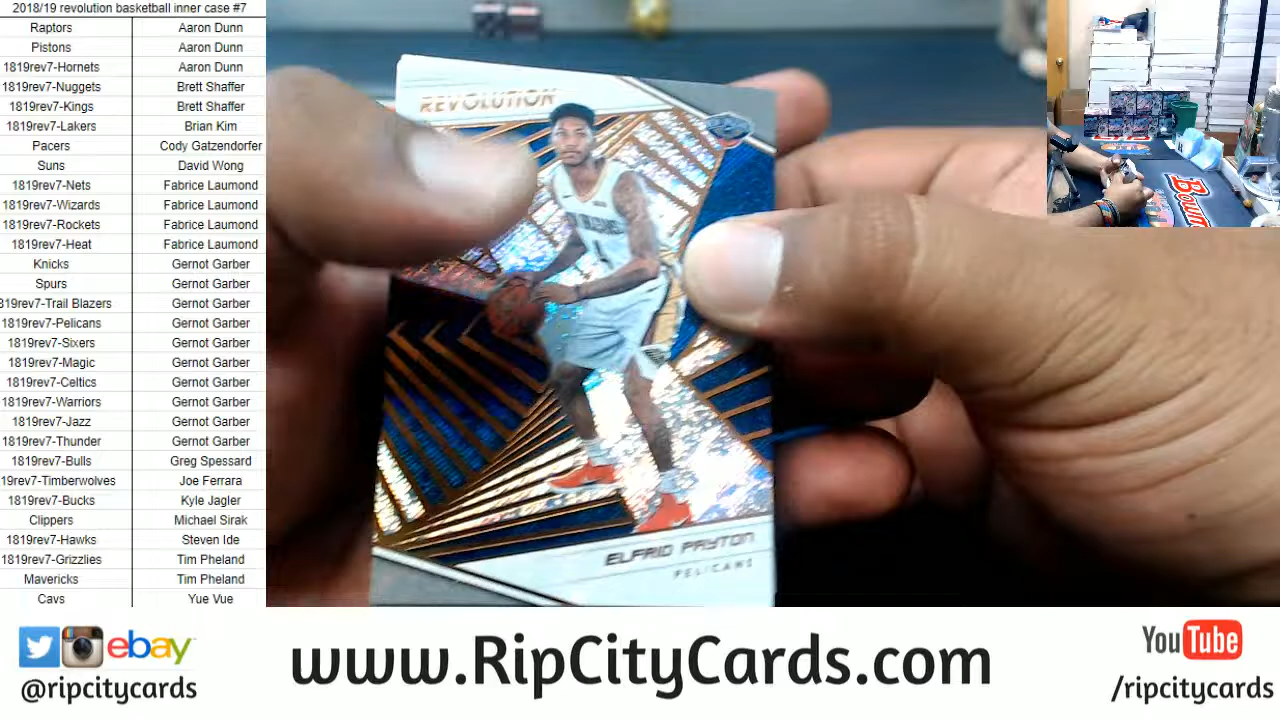 2018/19 revolution basketball inner case #7
Raptors Aaron Dunn
Pistons Aaron Dunn
1819rev7-Hornets Aaron Dunn
1819rev7-Nuggets Brett Shaffer
1819rev7-Kings Brett Shaffer
1819rev7-Lakers Brian Kim
Pacers Cody Gatzendorfer
Suns David Wong
1819rev7-Nets Fabrice Laumond
1819rev7-Wizards Fabrice Laumond
1819rev7-Rockets Fabrice Laumond
1819rev7-Heat Fabrice Laumond
Knicks Gernot Garber
Spurs Gernot Garber
819rev7-Trail Blazers Gernot Garber
1819rev7-Pelicans Gernot Garber
1819rev7-Sixers Gernot Garber
1819rev7-Magic Gernot Garber
1819rev7-Celtics Gernot Garber
1819rev7-Warriors Gernot Garber
1819rev7-Jazz Gernot Garber
1819rev7-Thunder Gernot Garber
1819rev7-Bulls Greg Spessard
19rev7-Timberwolves Joe Ferrara
1819rev7-Bucks Kyle Jagler
Clippers Michael Sirak
1819rev7-Hawks Steven Ide
1819rev7-Grizzlies Tim Pheland
Mavericks Tim Pheland
Cavs Yue Vue
REVOLUTION
ELFRID PAYTON
PELICANS
ebay
@ripcitycards
www.RipCityCards.com
YouTube
/ripcitycards